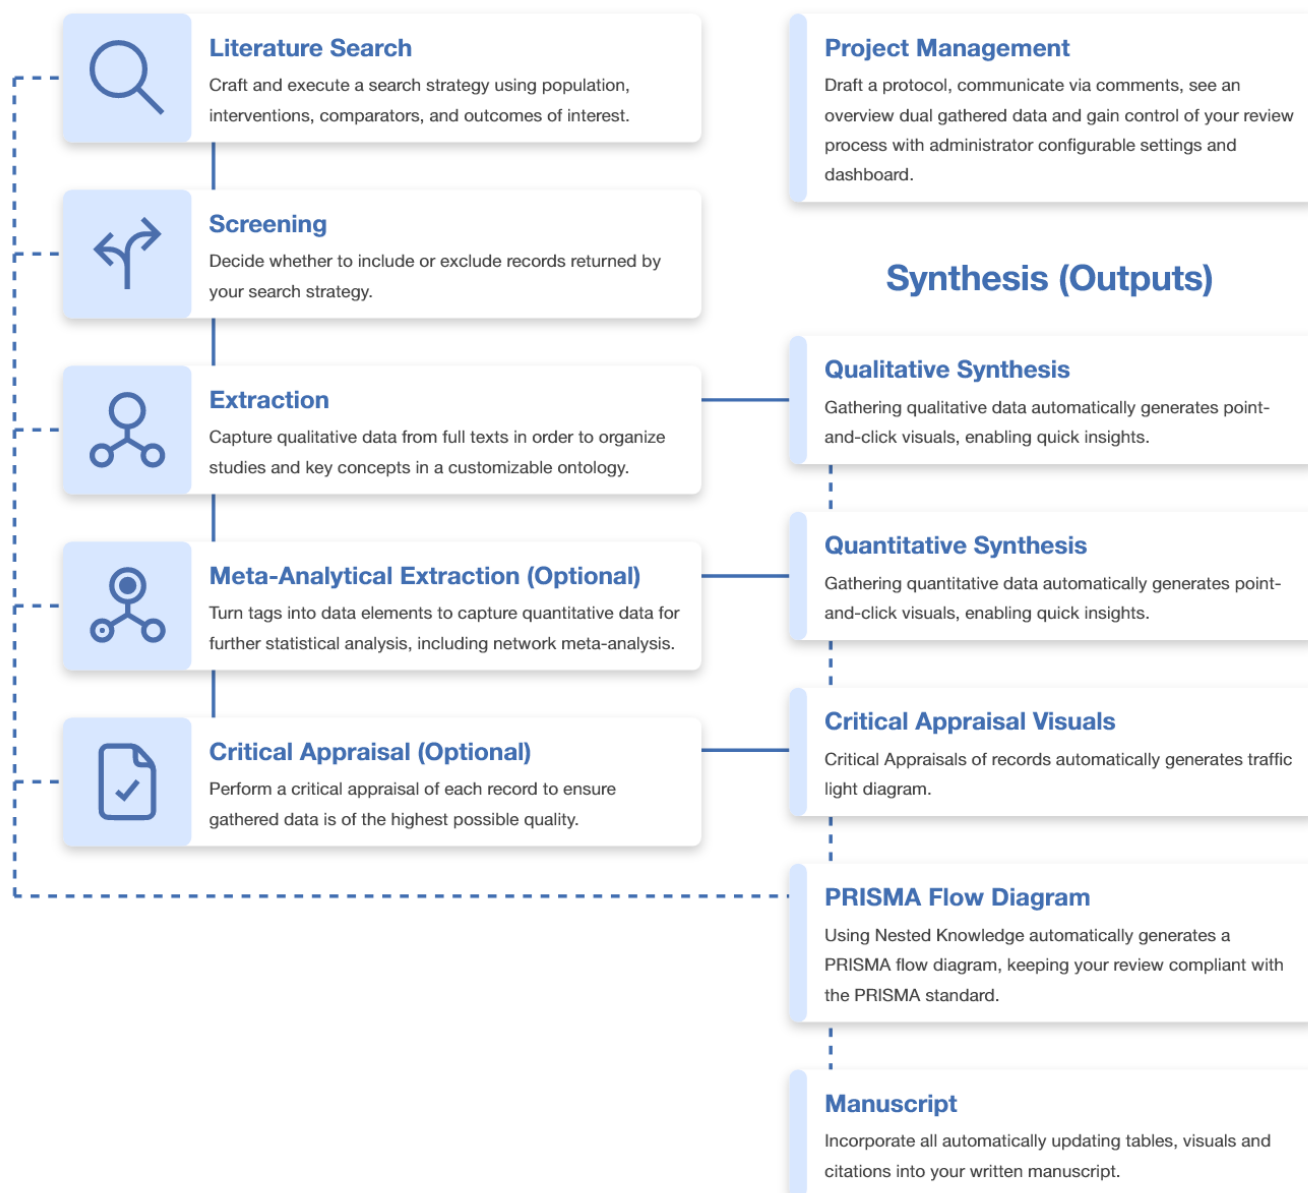 Literature Search
Craft and execute a search strategy using population,
interventions, comparators, and outcomes of interest.
Screening
Decide whether to include or exclude records returned by
your search strategy.
Extraction
Capture qualitative data from full texts in order to organize
studies and key concepts in a customizable ontology.
Meta-Analytical Extraction (Optional)
Turn tags into data elements to capture quantitative data for
further statistical analysis, including network meta-analysis.
Critical Appraisal (Optional)
Perform a critical appraisal of each record to ensure
gathered data is of the highest possible quality.
Project Management
Draft a protocol, communicate via comments, see an
overview dual gathered data and gain control of your review
process with administrator configurable settings and
dashboard.
Synthesis (Outputs)
Qualitative Synthesis
Gathering qualitative data automatically generates point-
and-click visuals, enabling quick insights.
Quantitative Synthesis
Gathering quantitative data automatically generates point-
and-click visuals, enabling quick insights.
Critical Appraisal Visuals
Critical Appraisals of records automatically generates traffic
light diagram.
PRISMA Flow Diagram
Using Nested Knowledge automatically generates a
PRISMA flow diagram, keeping your review compliant with
the PRISMA standard.
Manuscript
Incorporate all automatically updating tables, visuals and
citations into your written manuscript.